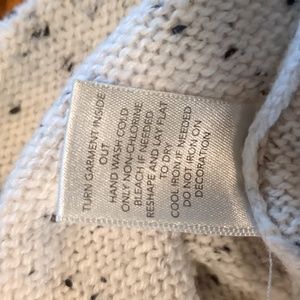 TURN GARMENT INSIDE
OUT
HAND WASH COLD
ONLY NON-CHLORINE
BLEACH IF NEEDED
RESHAPE AND LAY FLAT
TO DRY
COOL IRON IF NEEDED
DO NOT IRON ON
DECORATION